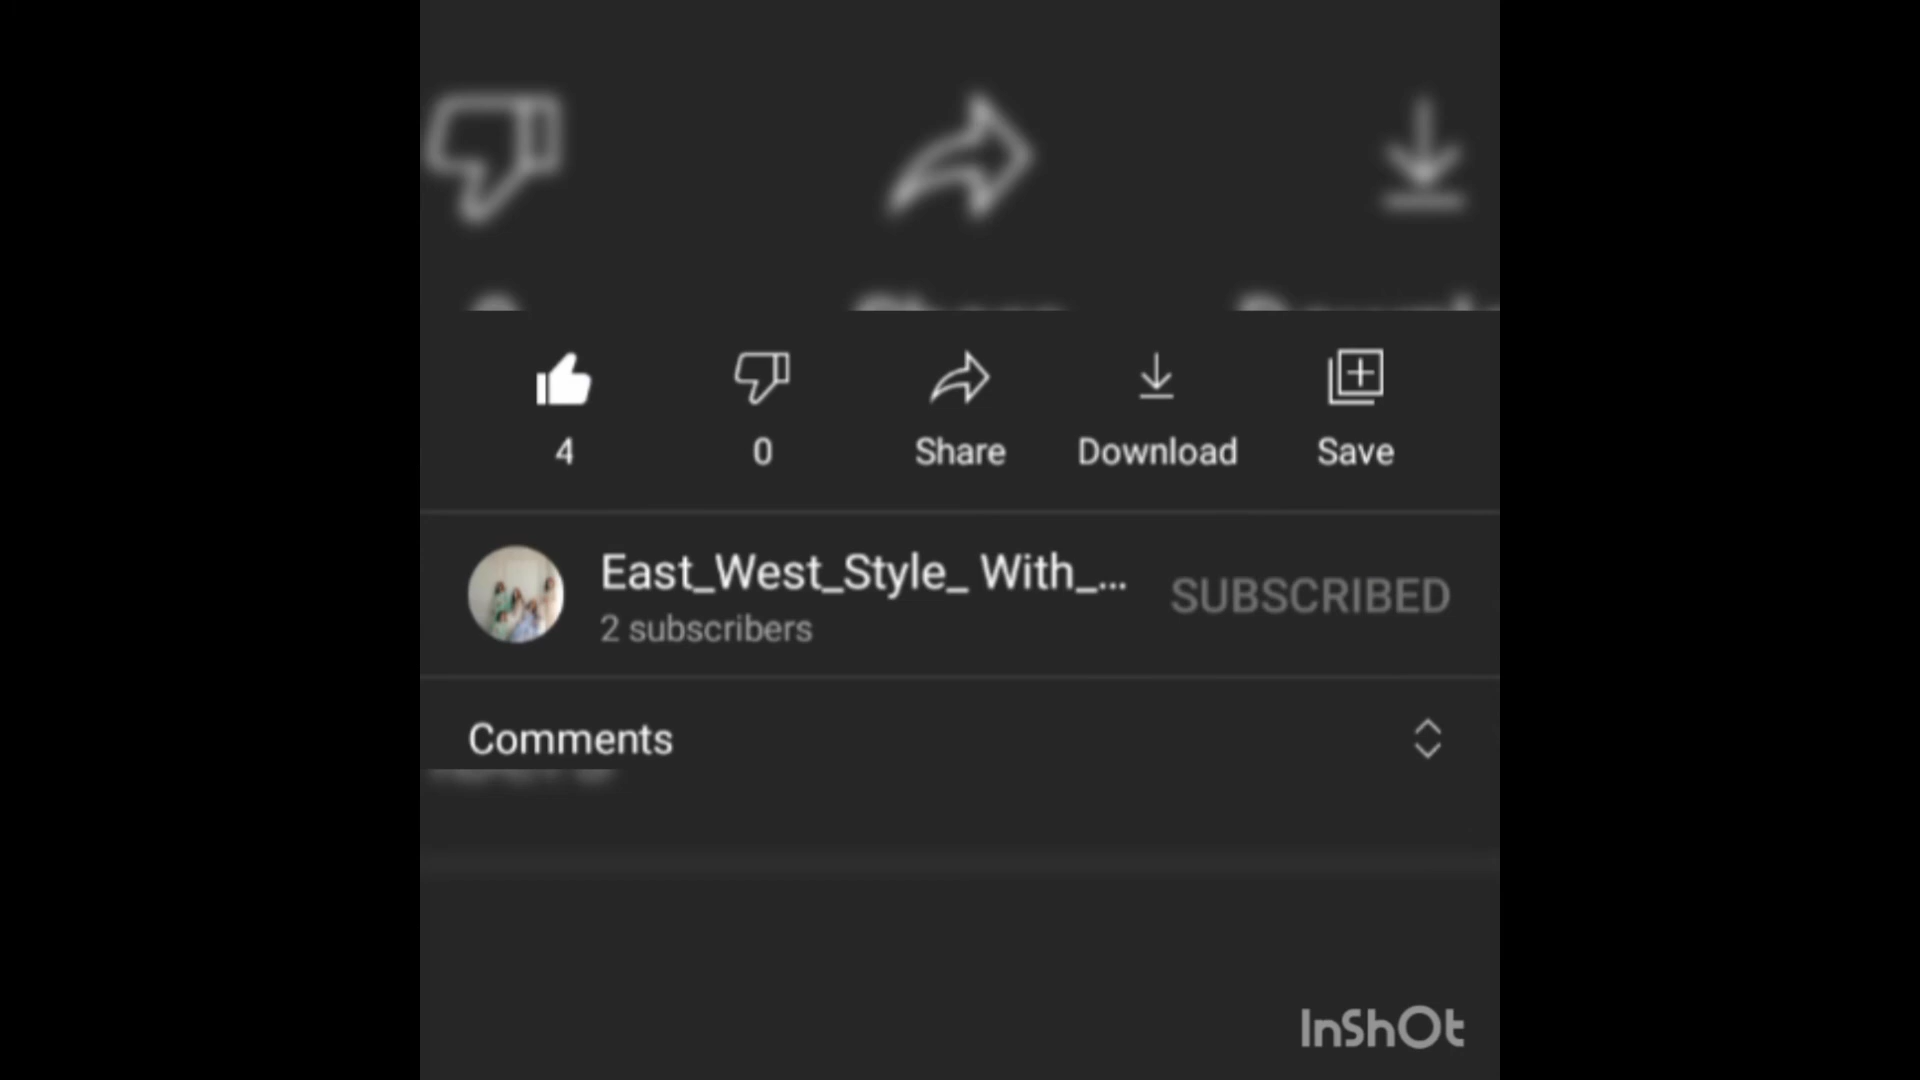 4 0 Share Download Save
East_West_Style_ With_...
SUBSCRIBED
2 subscribers
Comments
InShOt